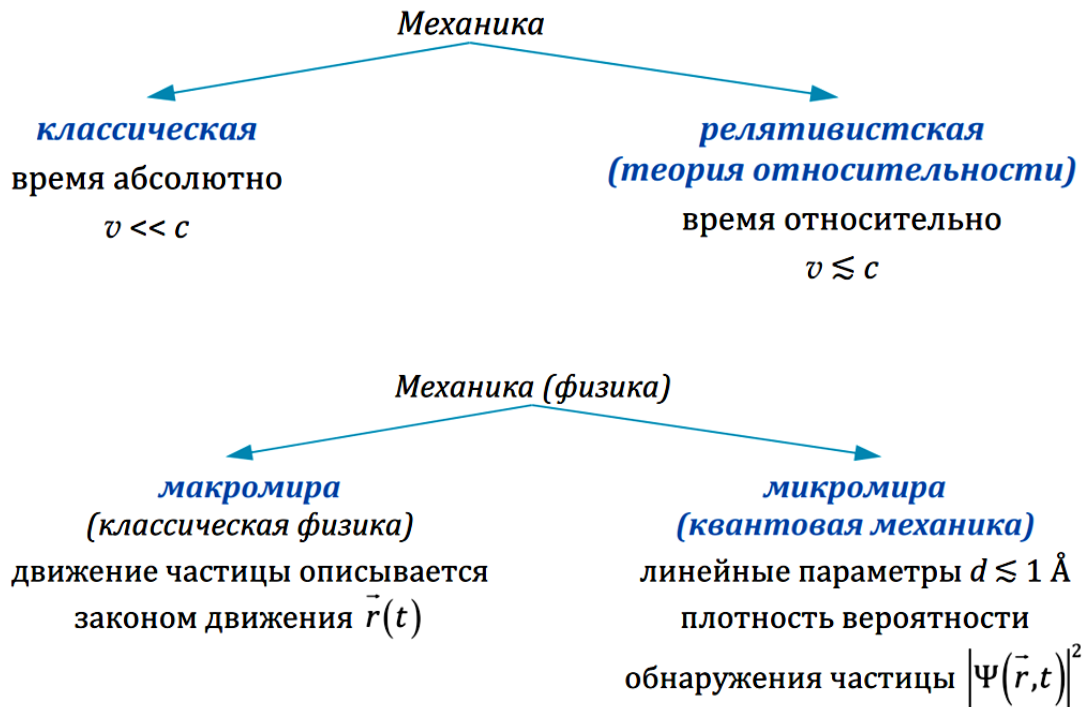 Механика
классическая
время абсолютно
v << c
релятивистская
(теория относительности)
время относительно
v ≲ c
Механика (физика)
макромира
(классическая физика)
движение частицы описывается
законом движения r⃗(t)
микромира
(квантовая механика)
линейные параметры d ≲ 1 Å
плотность вероятности
обнаружения частицы |Ψ(r⃗,t)|²